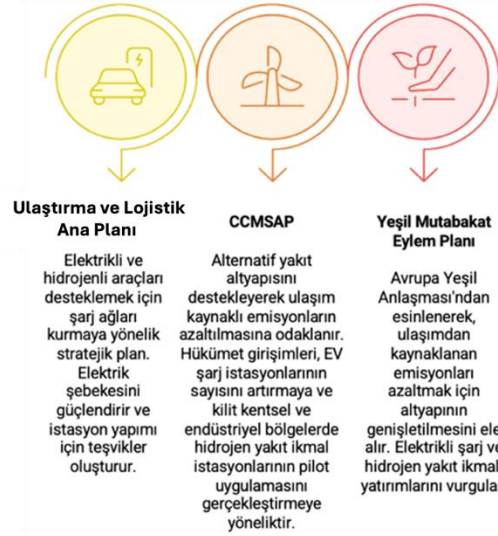 Ulaştırma ve Lojistik
Ana Planı
Elektrikli ve
hidrojenli araçları
desteklemek için
şarj ağları
kurmaya yönelik
stratejik plan.
Elektrik
şebekesini
güçlendirir ve
istasyon yapımı
için teşvikler
oluşturur.
CCMSAP
Alternatif yakıt
altyapısını
destekleyerek ulaşım
kaynaklı emisyonların
azaltılmasına odaklanır.
Hükümet girişimleri, EV
şarj istasyonlarının
sayısını artırmaya ve
kilit kentsel ve
endüstriyel bölgelerde
hidrojen yakıt ikmal
istasyonlarının pilot
uygulamasını
gerçekleştirmeye
yöneliktir.
Yeşil Mutabakat
Eylem Planı
Avrupa Yeşil
Anlaşması'ndan
esinlenerek,
ulaşımdan
kaynaklanan
emisyonları
azaltmak için
altyapının
genişletilmesini ele
alır. Elektrikli şarj ve
hidrojen yakıt ikmal
yatırımlarını vurgula